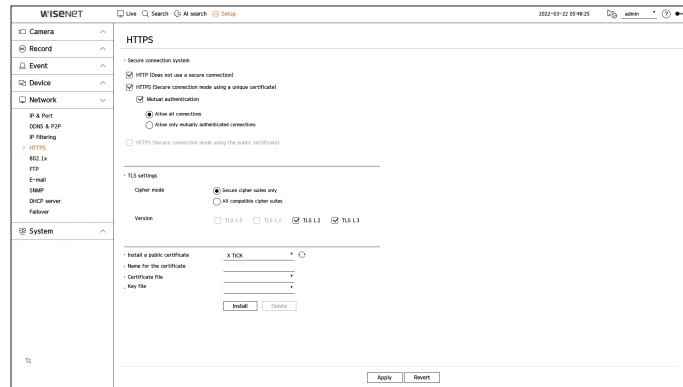 WISENET
Live Search AI search Setup
2022-03-22 05:48:25 admin ?
Camera
Record
Event
Device
Network
IP & Port
DDNS & P2P
IP filtering
> HTTPS
802.1x
FTP
E-mail
SNMP
DHCP server
Failover
System
HTTPS
Secure connection system
HTTP (Does not use a secure connection)
HTTPS (Secure connection mode using a unique certificate)
Mutual authentication
Allow all connections
Allow only mutually authenticated connections
HTTPS (Secure connection mode using the public certificate)
TLS settings
Cipher mode
Secure cipher suites only
All compatible cipher suites
Version
TLS 1.0 TLS 1.1 TLS 1.2 TLS 1.3
Install a public certificate X TICK
Name for the certificate
Certificate file
Key file
Install Delete
Apply Revert